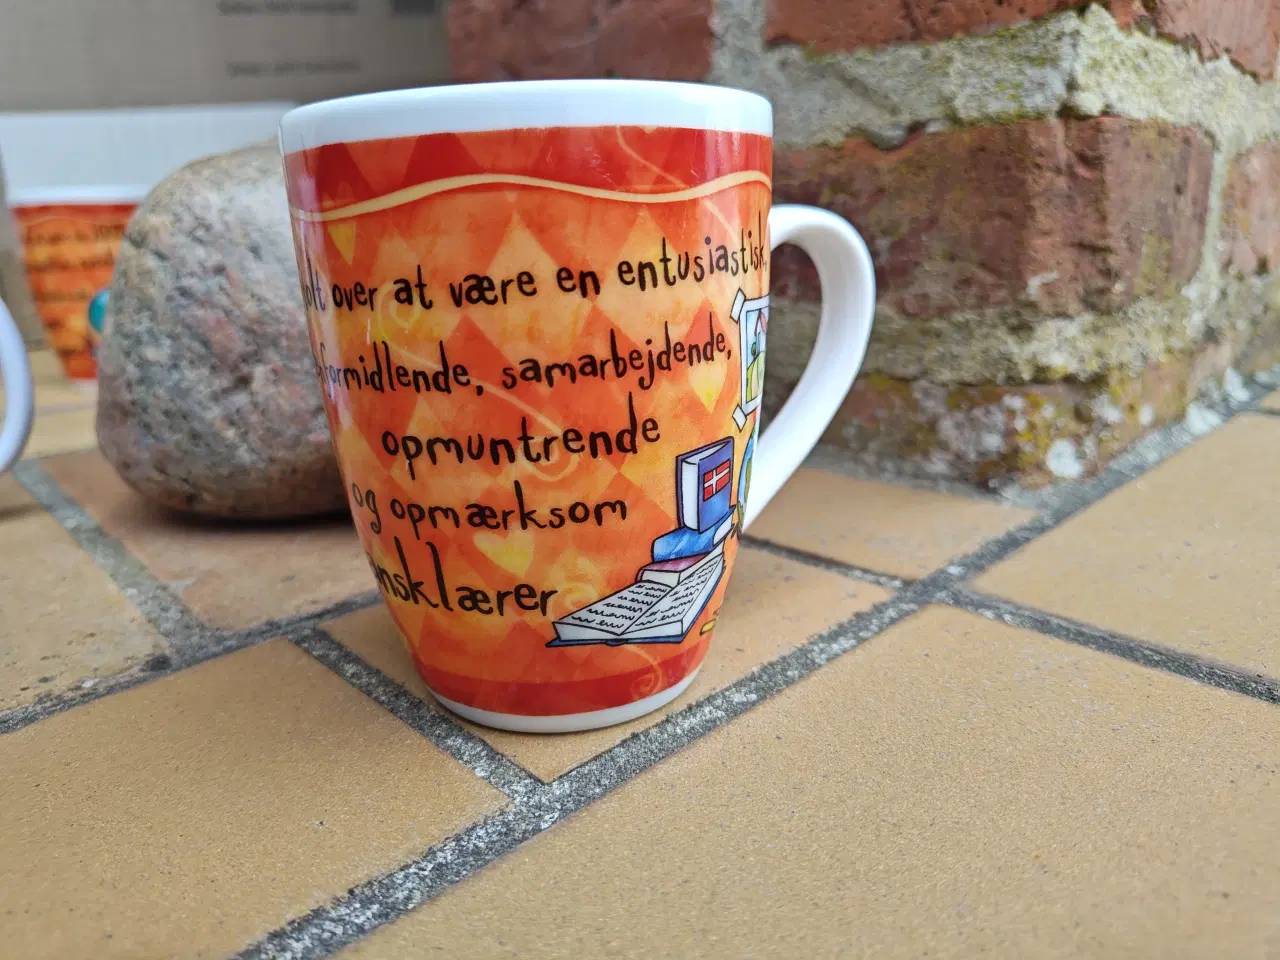 over at være en entusiastisk,
formidlende, samarbejdende,
opmuntrende
og opmærksom